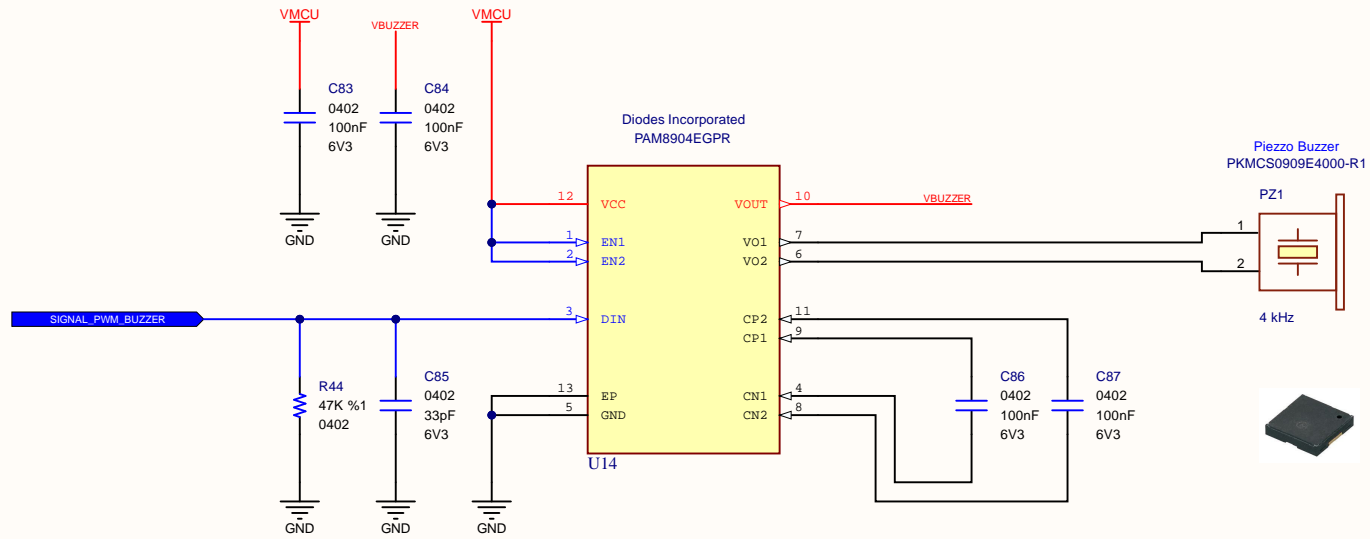 VMCU
VBUZZER
VMCU
C83
0402
100nF
6V3
C84
0402
100nF
6V3
GND
GND
Diodes Incorporated
PAM8904EGPR
12
VCC
1
EN1
2
EN2
3
DIN
13
EP
5
GND
VOUT
10
VBUZZER
VO1
7
VO2
6
CP2
11
CP1
9
CN1
4
CN2
8
U14
SIGNAL_PWM_BUZZER
R44
47K %1
0402
C85
0402
33pF
6V3
GND
GND
GND
C86
0402
100nF
6V3
C87
0402
100nF
6V3
Piezzo Buzzer
PKMCS0909E4000-R1
PZ1
1
2
4 kHz